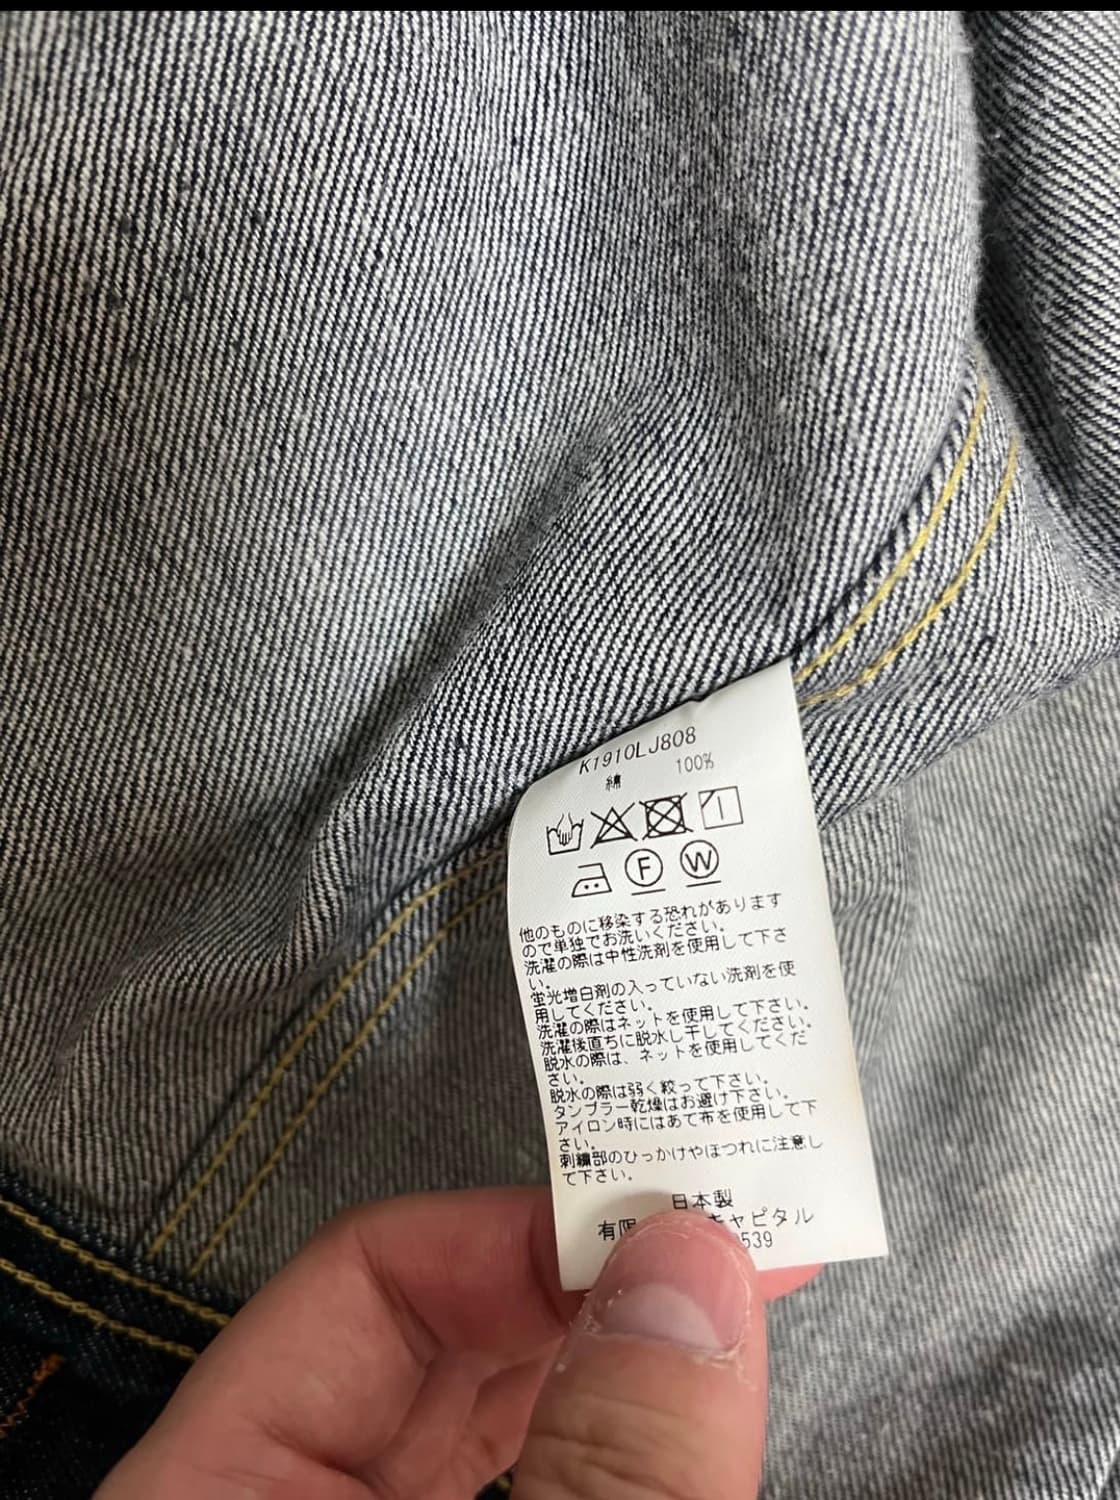 K1910LJ808
綿 100%
F W
他のものに移染する恐れがあります
ので単独でお洗いください。
洗濯の際は中性洗剤を使用して下さ
い。
蛍光増白剤の入っていない洗剤を使
用してください。
洗濯の際はネットを使用して下さい。
洗濯後直ちに脱水し干してください。
脱水の際は、ネットを使用してくだ
さい。
脱水の際は弱く絞って下さい。
タンブラー乾燥はお避け下さい。
アイロン時にはあて布を使用して下
さい。
刺繍部のひっかけやほつれに注意し
て下さい。
日本製
有限 キャピタル
539